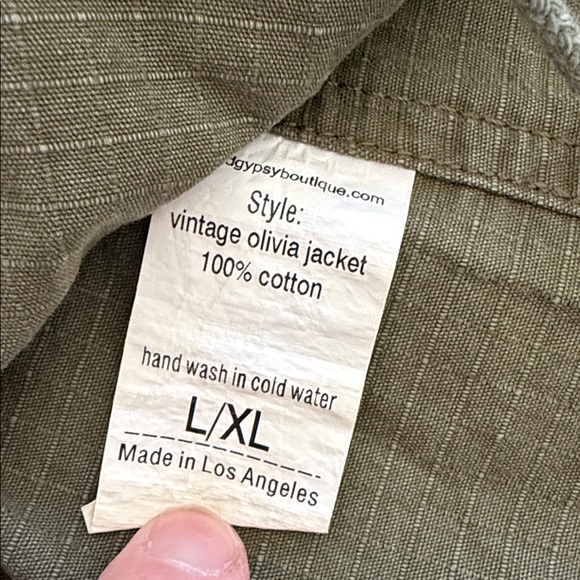 dgypsyboutique.com
Style:
vintage olivia jacket
100% cotton
hand wash in cold water
L/XL
Made in Los Angeles